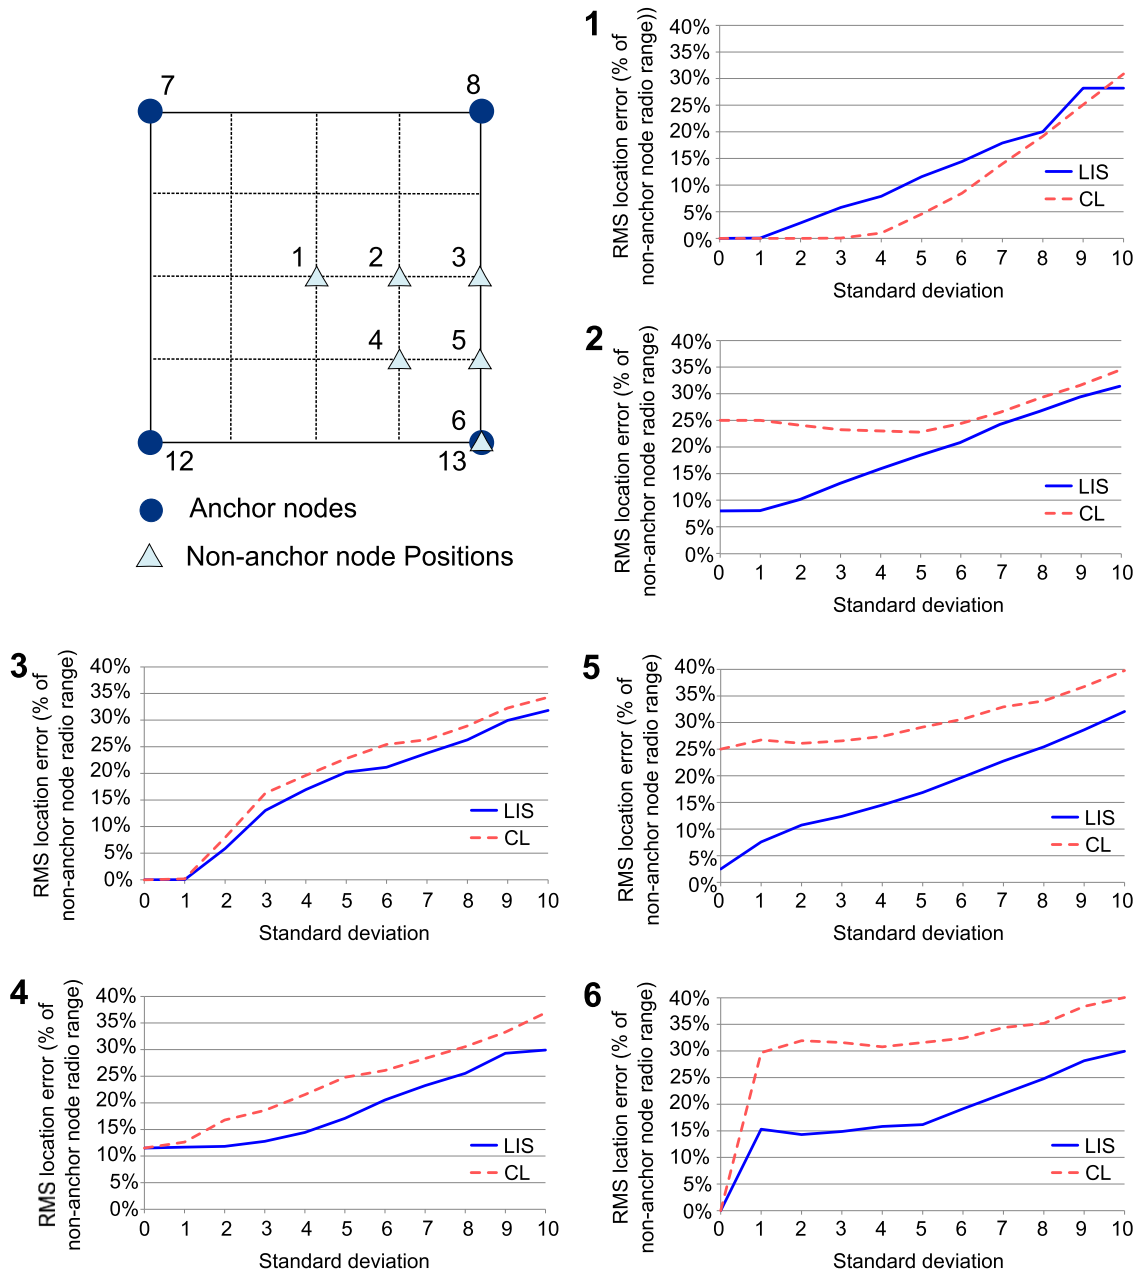 7 8
1 2 3
4 5
6
12 13
Anchor nodes
Non-anchor node Positions
1
RMS location error (% of
non-anchor node radio range))
40%
35%
30%
25%
20%
15%
10%
5%
0%
LIS
CL
0 1 2 3 4 5 6 7 8 9 10
Standard deviation
2
RMS location error (% of
non-anchor node radio range)
40%
35%
30%
25%
20%
15%
10%
5%
0%
LIS
CL
0 1 2 3 4 5 6 7 8 9 10
Standard deviation
3
RMS location error (% of
non-anchor node radio range)
40%
35%
30%
25%
20%
15%
10%
5%
0%
LIS
CL
0 1 2 3 4 5 6 7 8 9 10
Standard deviation
5
RMS location error (% of
non-anchor node radio range)
40%
35%
30%
25%
20%
15%
10%
5%
0%
LIS
CL
0 1 2 3 4 5 6 7 8 9 10
Standard deviation
4
RMS location error (% of
non-anchor node radio range)
40%
35%
30%
25%
20%
15%
10%
5%
0%
LIS
CL
0 1 2 3 4 5 6 7 8 9 10
Standard deviation
6
RMS lcation error (% of
non-anchor node radio range)
40%
35%
30%
25%
20%
15%
10%
5%
0%
LIS
CL
0 1 2 3 4 5 6 7 8 9 10
Standard deviation